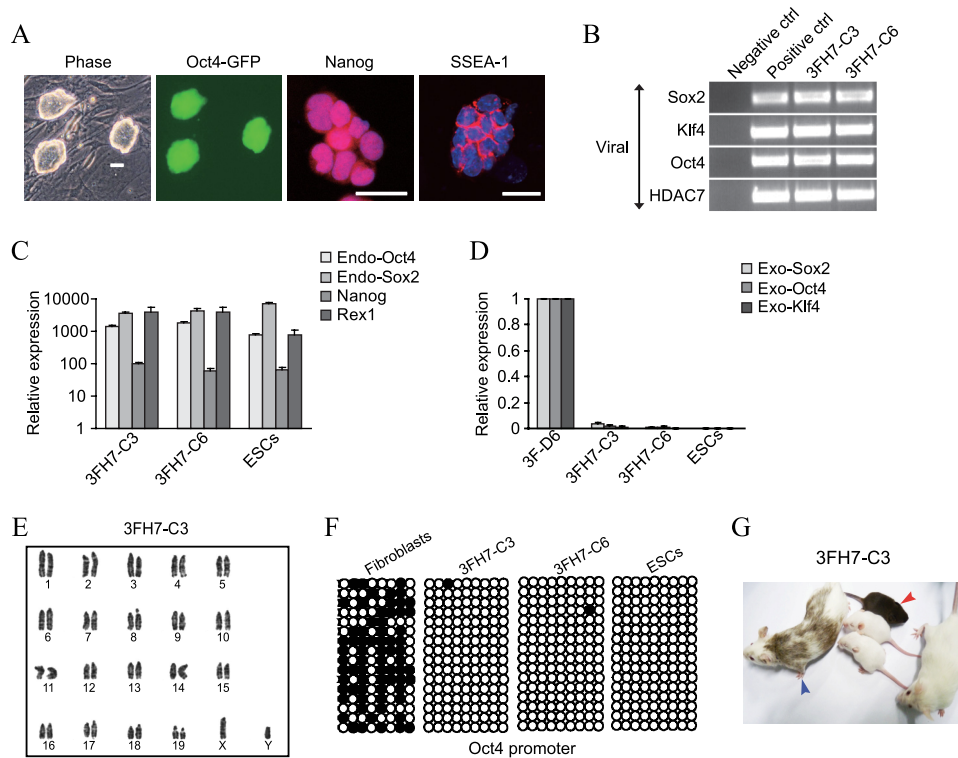 A
Phase
Oct4-GFP
Nanog
SSEA-1
B
Negative ctrl
Positive ctrl
3FH7-C3
3FH7-C6
Viral
Sox2
Klf4
Oct4
HDAC7
C
Endo-Oct4
Endo-Sox2
Nanog
Rex1
Relative expression
10000
1000
100
10
1
3FH7-C3
3FH7-C6
ESCs
D
Exo-Sox2
Exo-Oct4
Exo-Klf4
Relative expression
1
0.8
0.6
0.4
0.2
0
3F-D6
3FH7-C3
3FH7-C6
ESCs
E
3FH7-C3
1 2 3 4 5
6 7 8 9 10
11 12 13 14 15
16 17 18 19 X Y
F
Fibroblasts
3FH7-C3
3FH7-C6
ESCs
Oct4 promoter
G
3FH7-C3